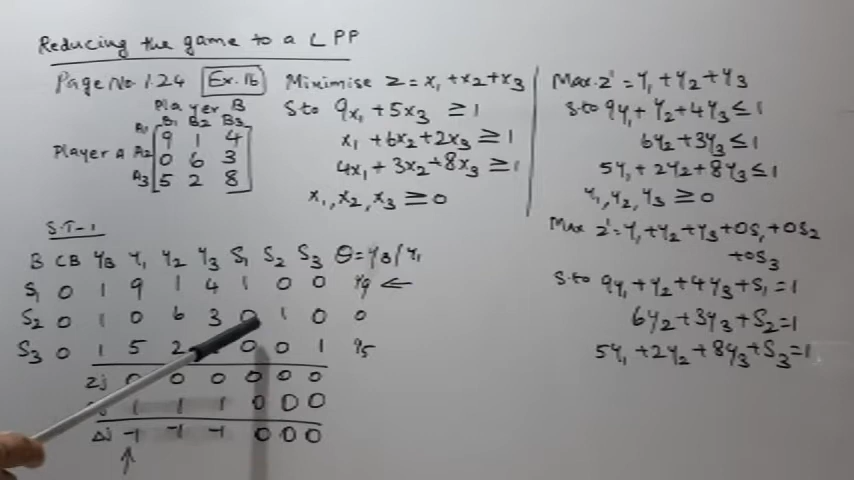 Reducing the game to a LPP
Page No. 1.24 Ex. 16
Player B
B1 B2 B3
A1 9 1 4
Player A A2 0 6 3
A3 5 2 8
Minimise Z = x1 + x2 + x3
S to 9x1 + 5x3 ≥ 1
x1 + 6x2 + 2x3 ≥ 1
4x1 + 3x2 + 8x3 ≥ 1
x1, x2, x3 ≥ 0
Max. Z' = y1 + y2 + y3
S to 9y1 + y2 + 4y3 ≤ 1
6y2 + 3y3 ≤ 1
5y1 + 2y2 + 8y3 ≤ 1
y1, y2, y3 ≥ 0
Max Z' = y1 + y2 + y3 + 0S1 + 0S2
+0S3
S to 9y1 + y2 + 4y3 + S1 = 1
6y2 + 3y3 + S2 = 1
5y1 + 2y2 + 8y3 + S3 = 1
S.T-1
B CB YB Y1 Y2 Y3 S1 S2 S3 θ = YB/Y1
S1 0 1 9 1 4 1 0 0 1/9 ←
S2 0 1 0 6 3 0 1 0 0
S3 0 1 5 2 0 0 1 1/5
Zj 0 0 0 0 0 0
1 1 1 0 0 0
Δj -1 -1 -1 0 0 0
↑